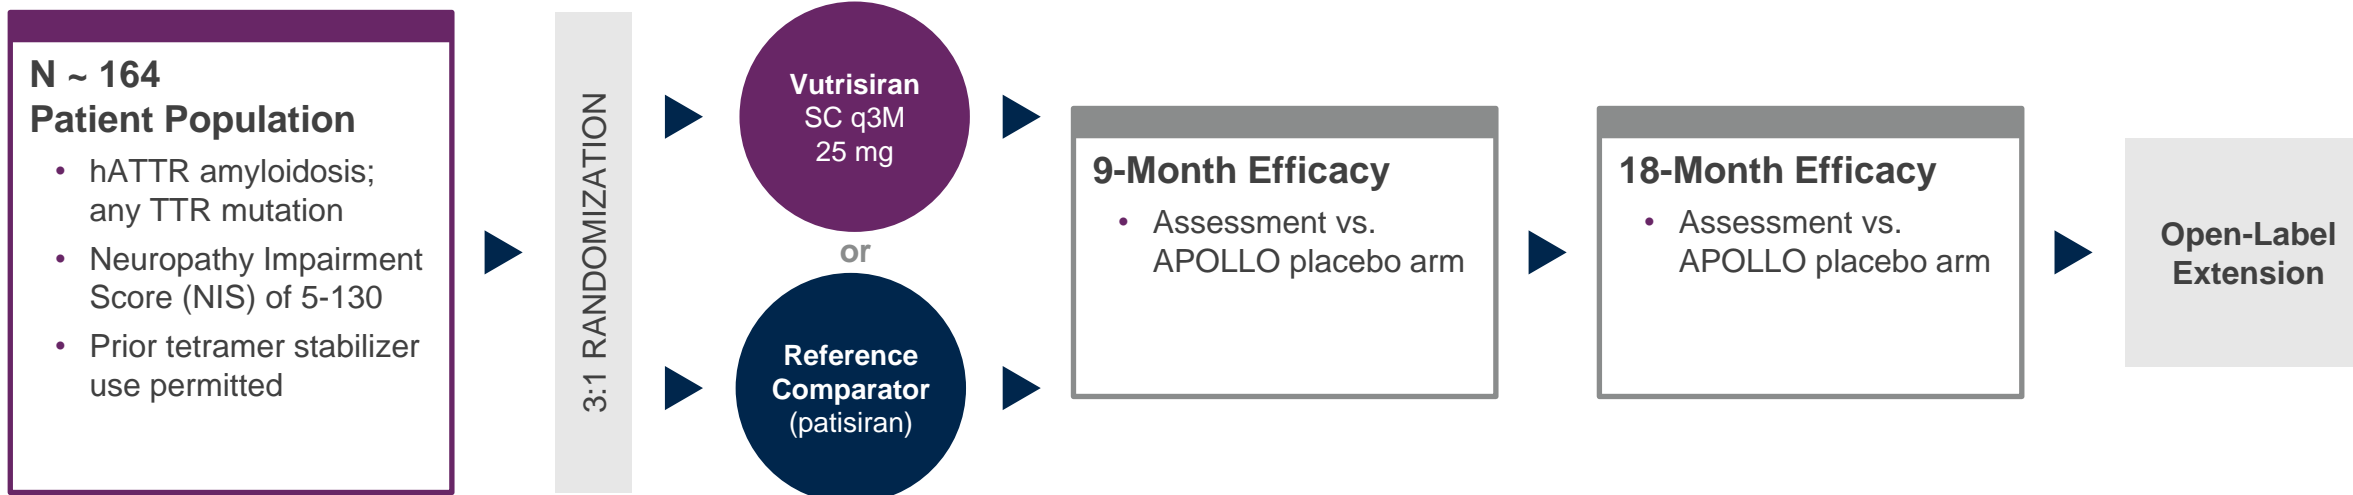 N ~ 164
Patient Population
• hATTR amyloidosis;
any TTR mutation
• Neuropathy Impairment
Score (NIS) of 5-130
• Prior tetramer stabilizer
use permitted
3:1 RANDOMIZATION
Vutrisiran
SC q3M
25 mg
or
Reference
Comparator
(patisiran)
9-Month Efficacy
• Assessment vs.
APOLLO placebo arm
18-Month Efficacy
• Assessment vs.
APOLLO placebo arm
Open-Label
Extension